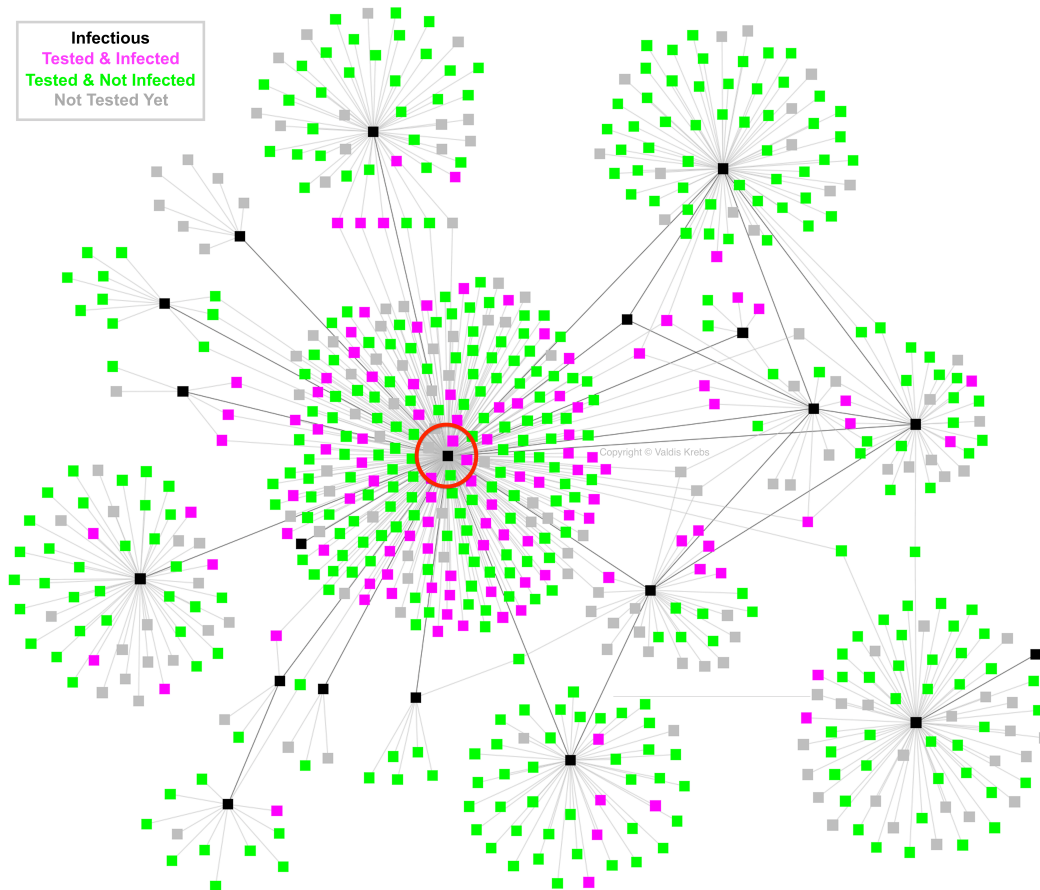 Infectious
Tested & Infected
Tested & Not Infected
Not Tested Yet
Copyright © Valdis Krebs